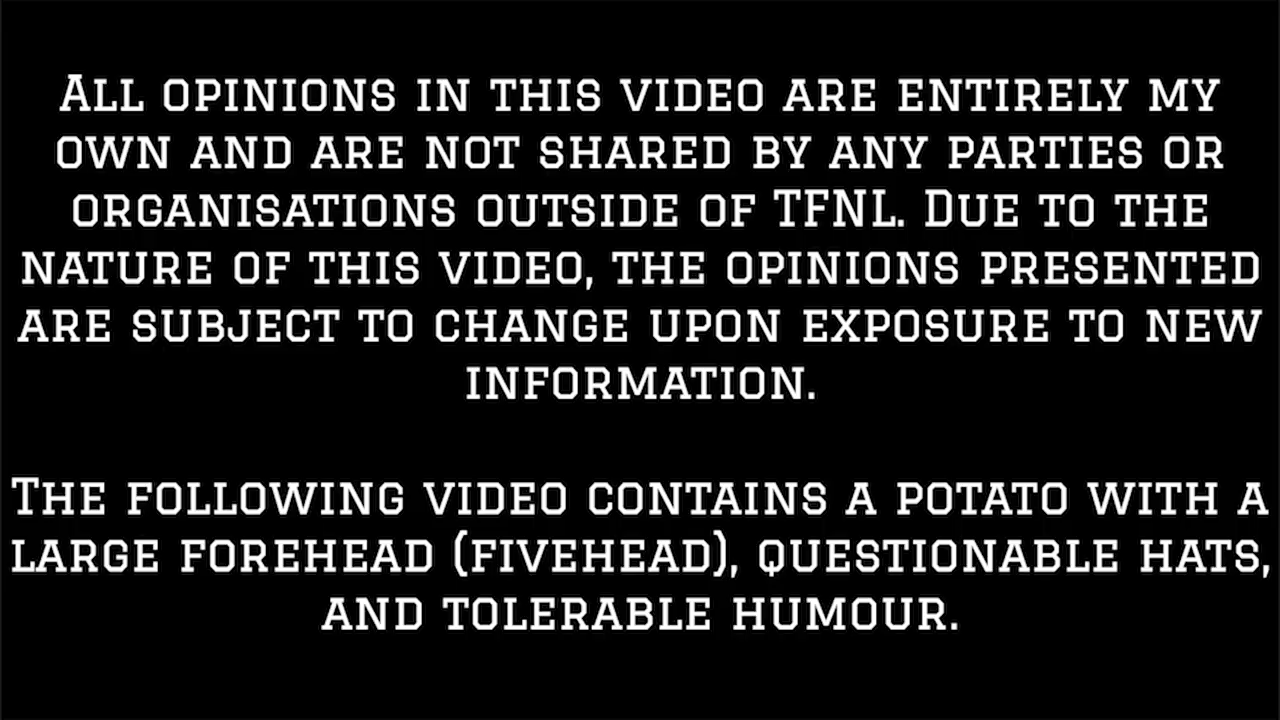 All opinions in this video are entirely my
own and are not shared by any parties or
organisations outside of TFNL. Due to the
nature of this video, the opinions presented
are subject to change upon exposure to new
information.
The following video contains a potato with a
large forehead (fivehead), questionable hats,
and tolerable humour.